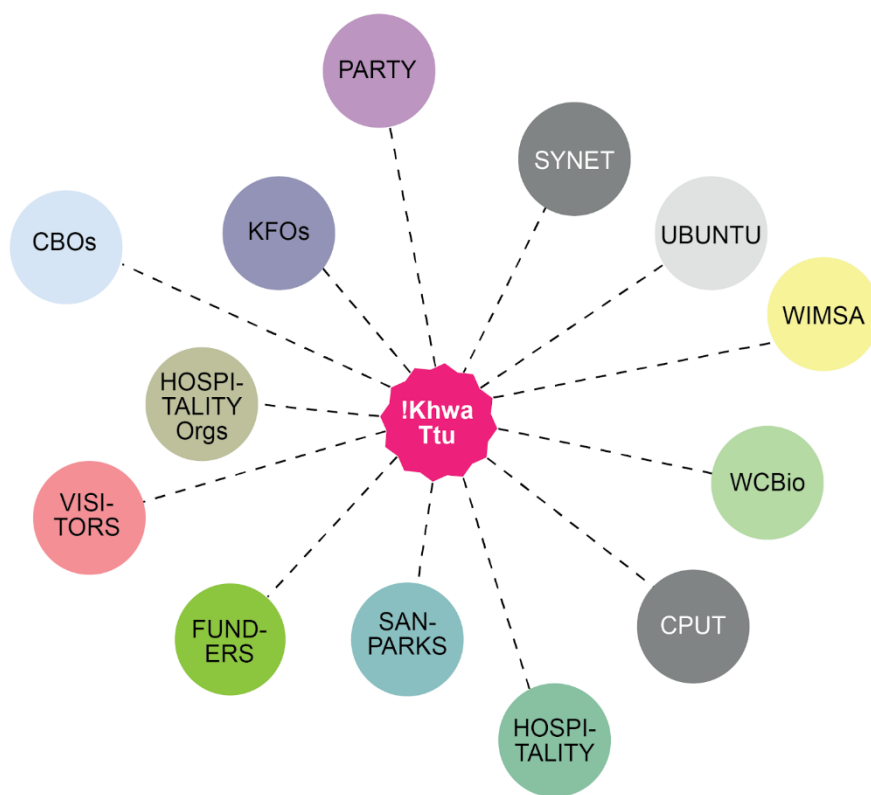 PARTY
SYNET
KFOs
UBUNTU
CBOs
WIMSA
HOSPI-
TALITY
Orgs
!Khwa
Ttu
WCBio
VISI-
TORS
FUND-
ERS
SAN-
PARKS
CPUT
HOSPI-
TALITY